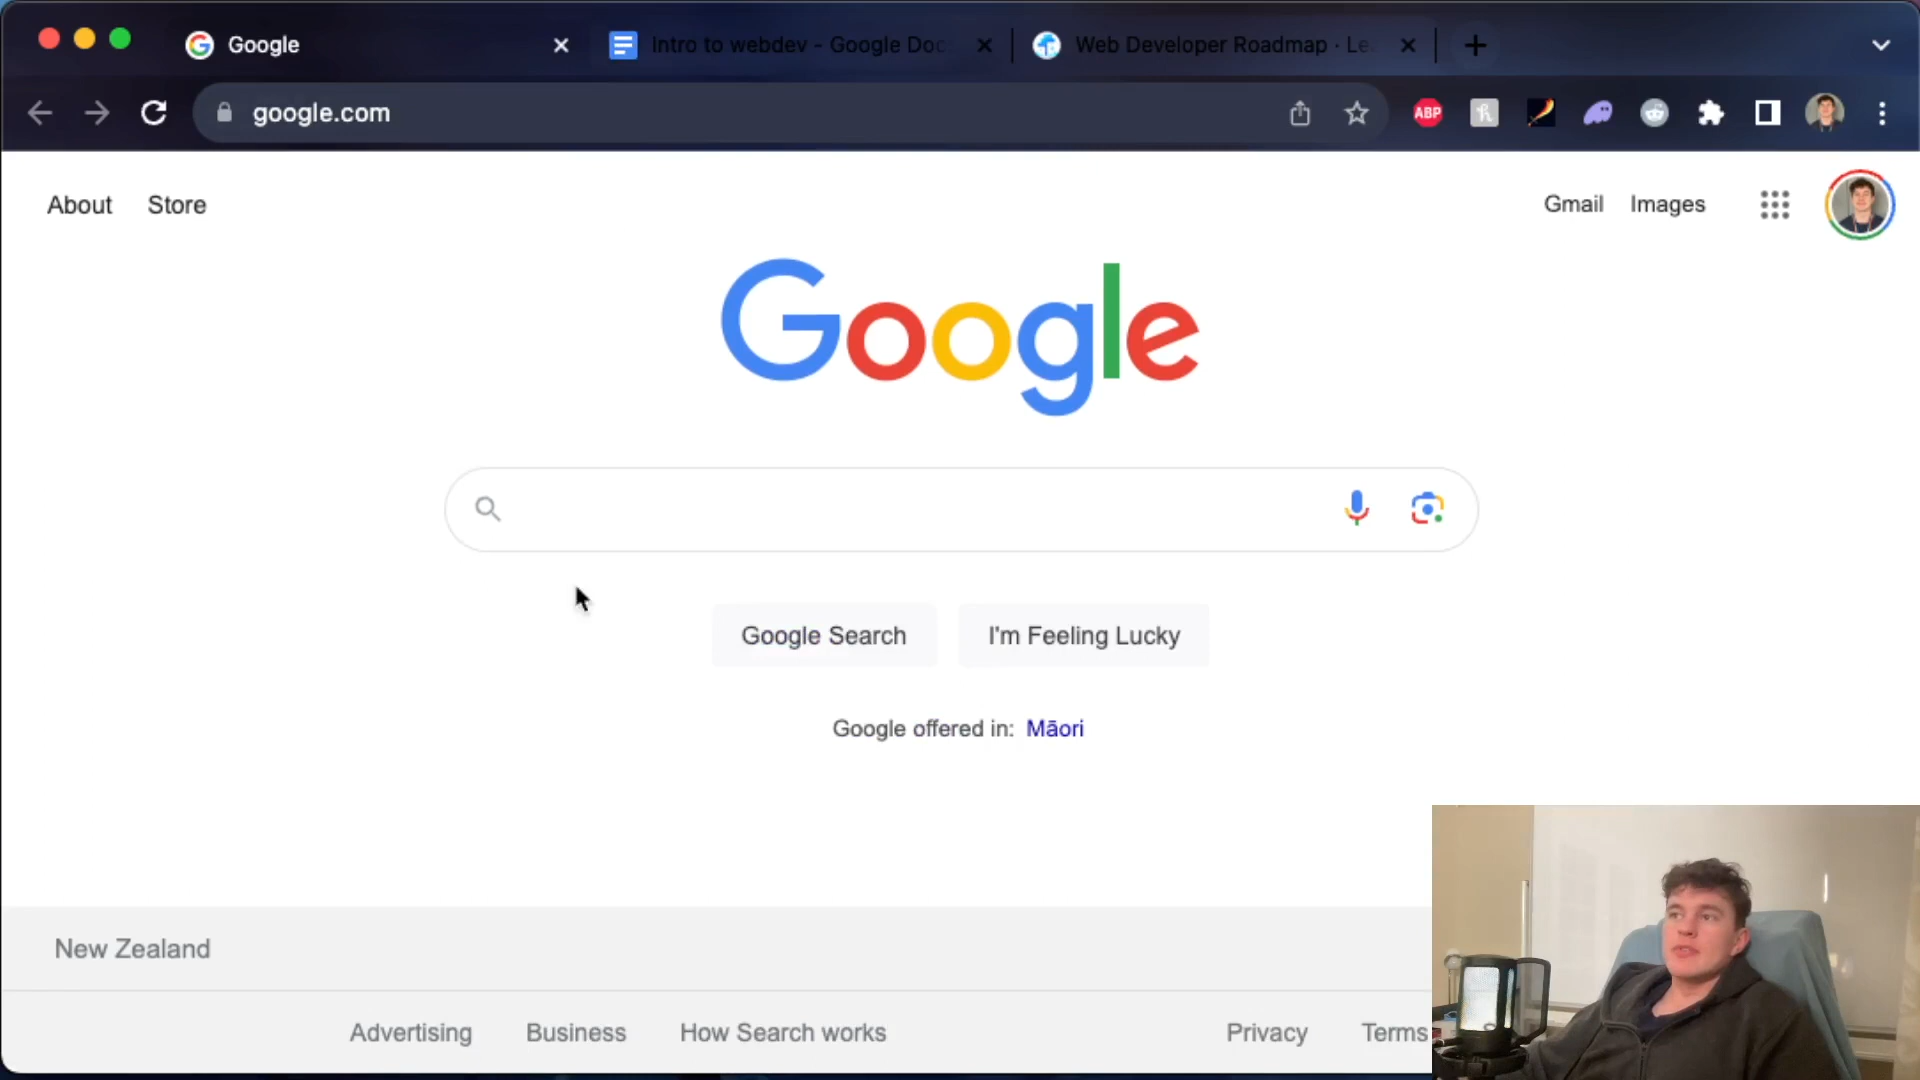 Google
Intro to webdev - Google Doc
Web Developer Roadmap · Le
google.com
ABP
About
Store
Gmail
Images
Google
Google Search
I'm Feeling Lucky
Google offered in: Māori
New Zealand
Advertising
Business
How Search works
Privacy
Terms